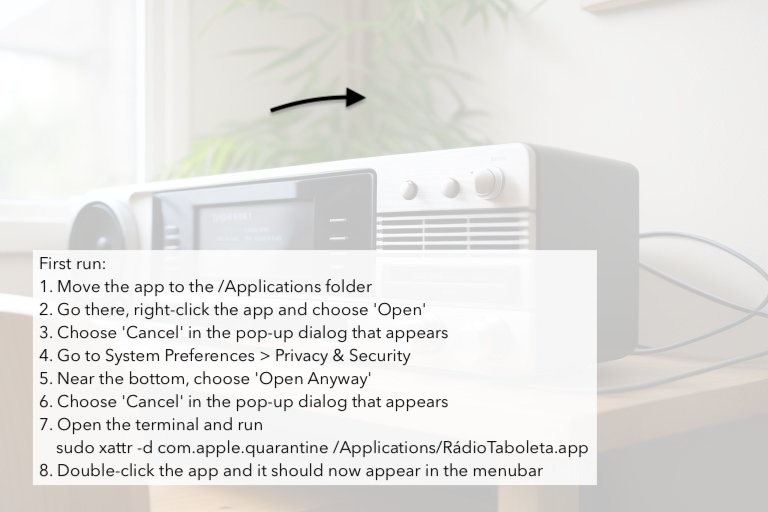 First run:
1. Move the app to the /Applications folder
2. Go there, right-click the app and choose 'Open'
3. Choose 'Cancel' in the pop-up dialog that appears
4. Go to System Preferences > Privacy & Security
5. Near the bottom, choose 'Open Anyway'
6. Choose 'Cancel' in the pop-up dialog that appears
7. Open the terminal and run
sudo xattr -d com.apple.quarantine /Applications/RádioTaboleta.app
8. Double-click the app and it should now appear in the menubar